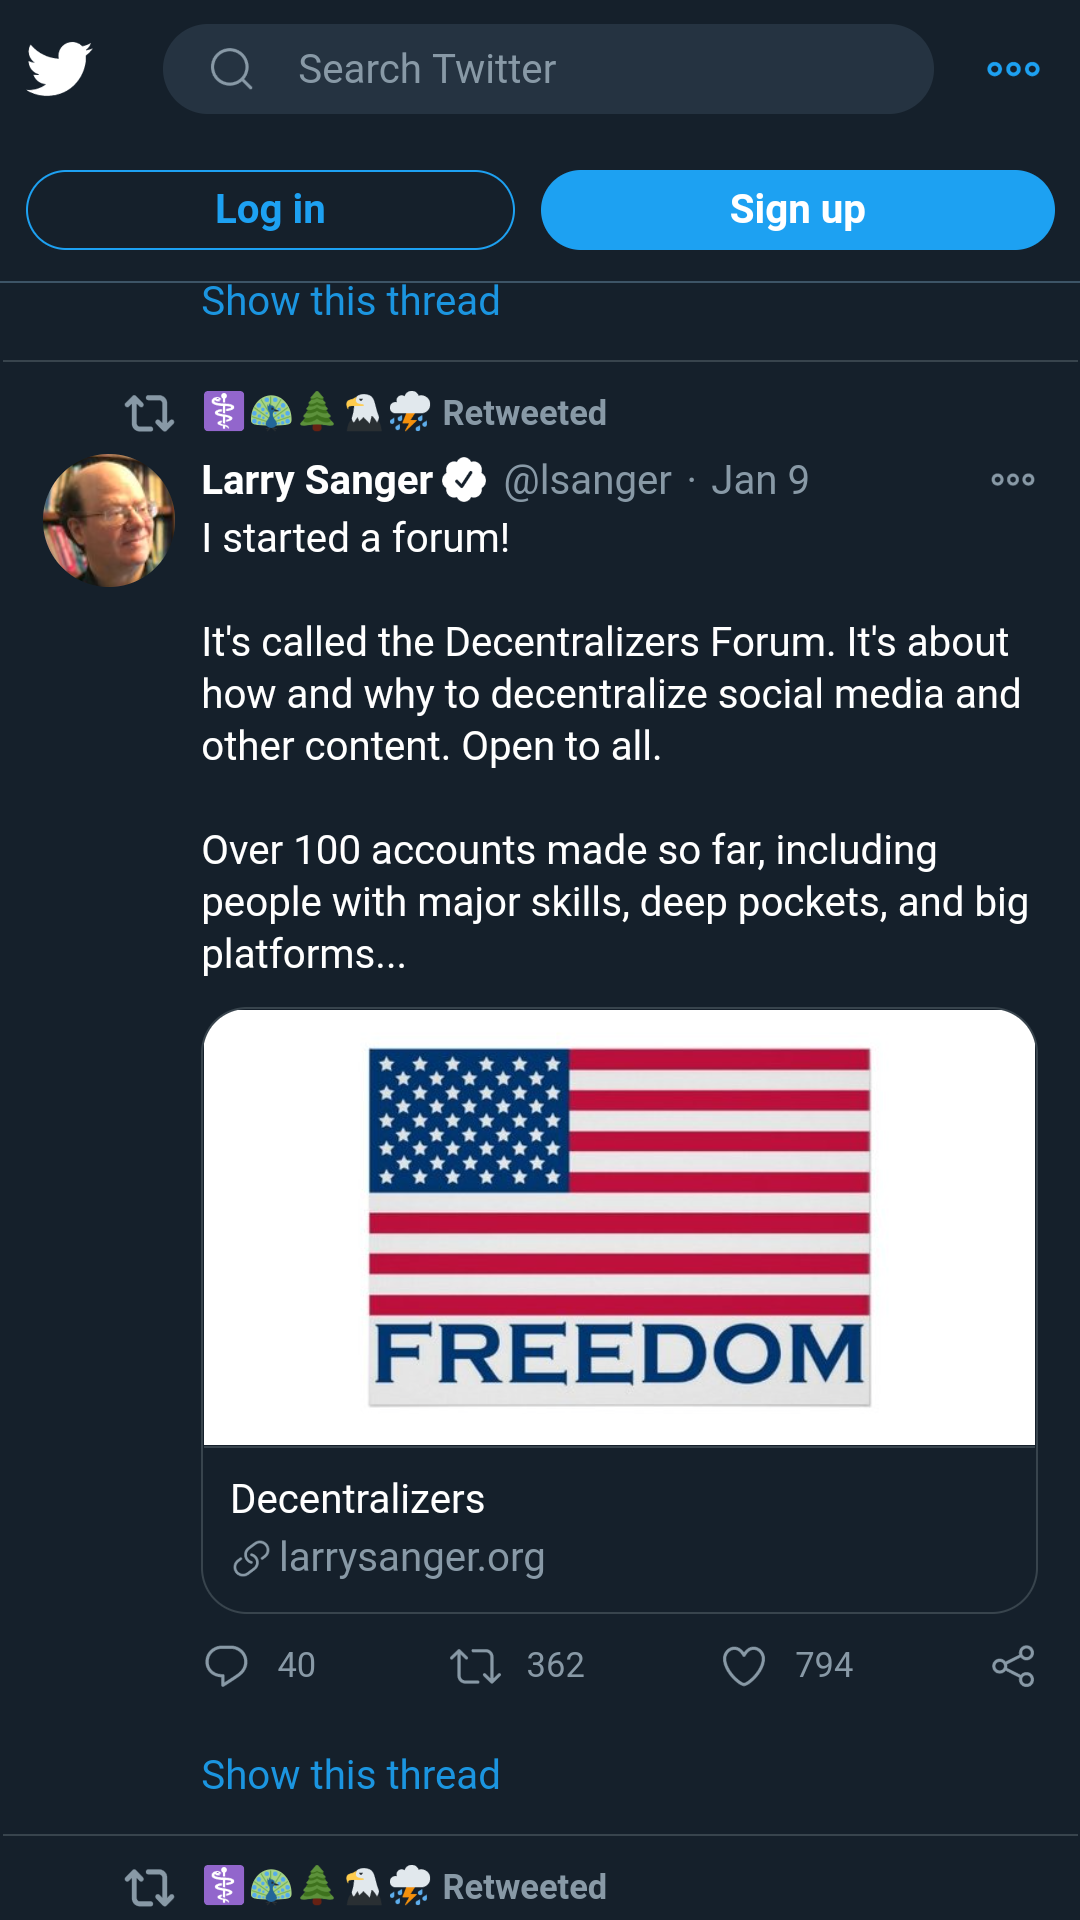 Search Twitter
Log in
Sign up
Show this thread
Retweeted
Larry Sanger @lsanger · Jan 9
I started a forum!
It's called the Decentralizers Forum. It's about
how and why to decentralize social media and
other content. Open to all.
Over 100 accounts made so far, including
people with major skills, deep pockets, and big
platforms...
FREEDOM
Decentralizers
larrysanger.org
40 362 794
Show this thread
Retweeted